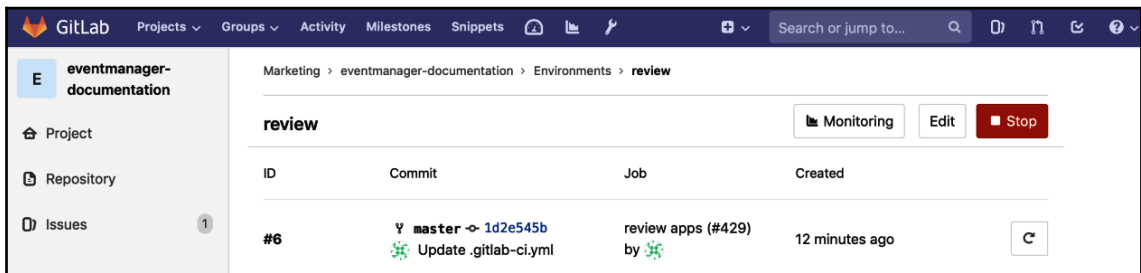 GitLab Projects Groups Activity Milestones Snippets Search or jump to...
E eventmanager-
documentation
Marketing > eventmanager-documentation > Environments > review
review Monitoring Edit Stop
Project
ID Commit Job Created
Repository
Issues 1
#6 master 1d2e545b review apps (#429) 12 minutes ago
Update .gitlab-ci.yml by